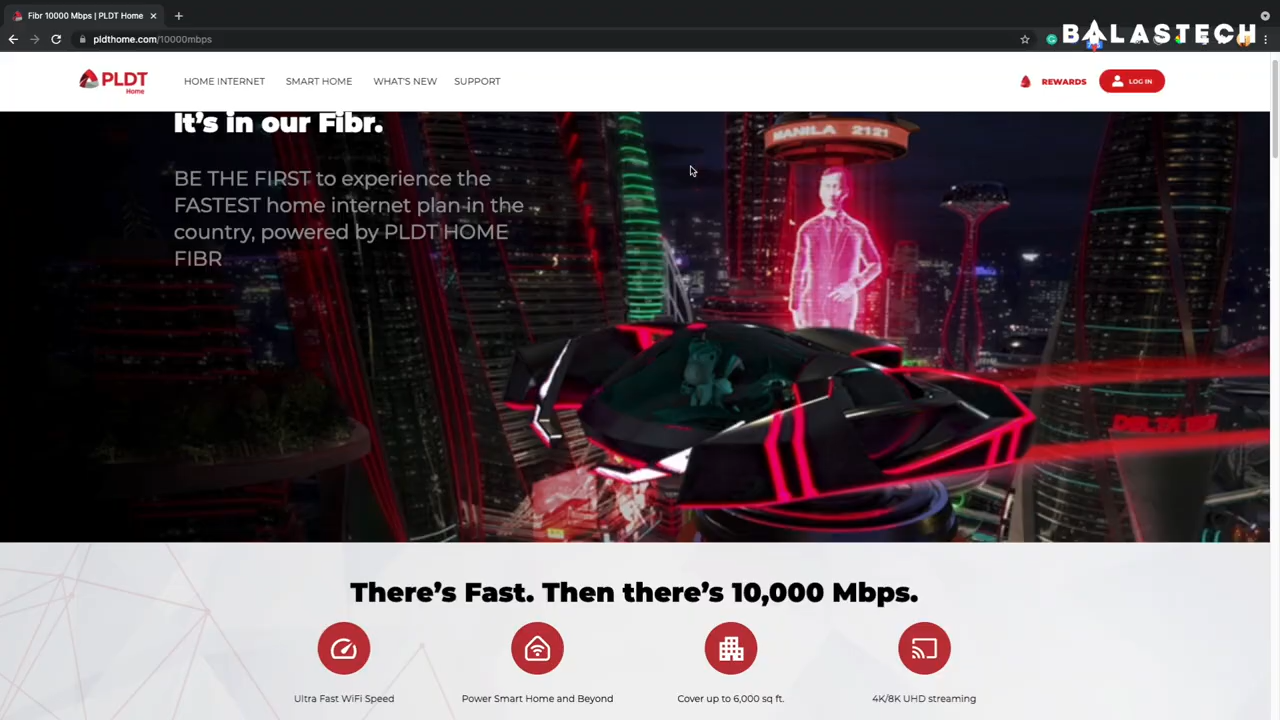 Fibr 10000 Mbps | PLDT Home
BALASTECH
pldthome.com/10000mbps
PLDT
Home
HOME INTERNET
SMART HOME
WHAT'S NEW
SUPPORT
REWARDS
LOG IN
It's in our Fibr.
MANILA 2121
BE THE FIRST to experience the
FASTEST home internet plan in the
country, powered by PLDT HOME
FIBR
There's Fast. Then there's 10,000 Mbps.
Ultra Fast WiFi Speed
Power Smart Home and Beyond
Cover up to 6,000 sq ft.
4K/8K UHD streaming